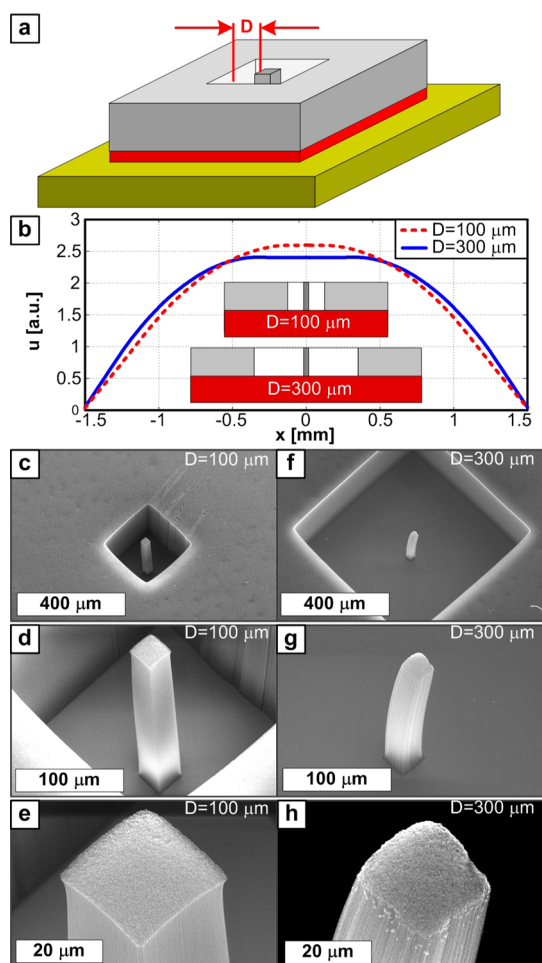 a
D
b
3
2.5
2
1.5
1
0.5
0
u [a.u.]
D=100 μm
D=300 μm
D=100 μm
D=300 μm
-1.5 -1 -0.5 0 0.5 1 1.5
x [mm]
c D=100 μm
400 μm
f D=300 μm
400 μm
d D=100 μm
100 μm
g D=300 μm
100 μm
e D=100 μm
20 μm
h D=300 μm
20 μm